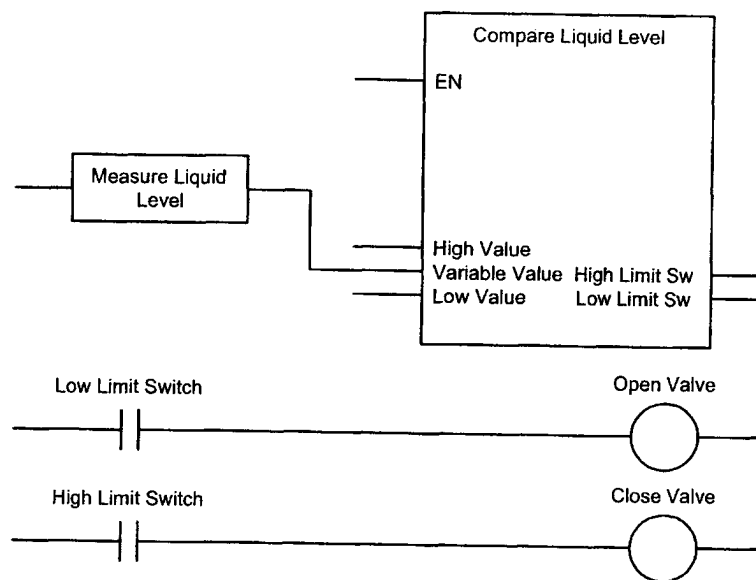 Compare Liquid Level
EN
Measure Liquid
Level
High Value
Variable Value High Limit Sw
Low Value Low Limit Sw
Low Limit Switch Open Valve
High Limit Switch Close Valve